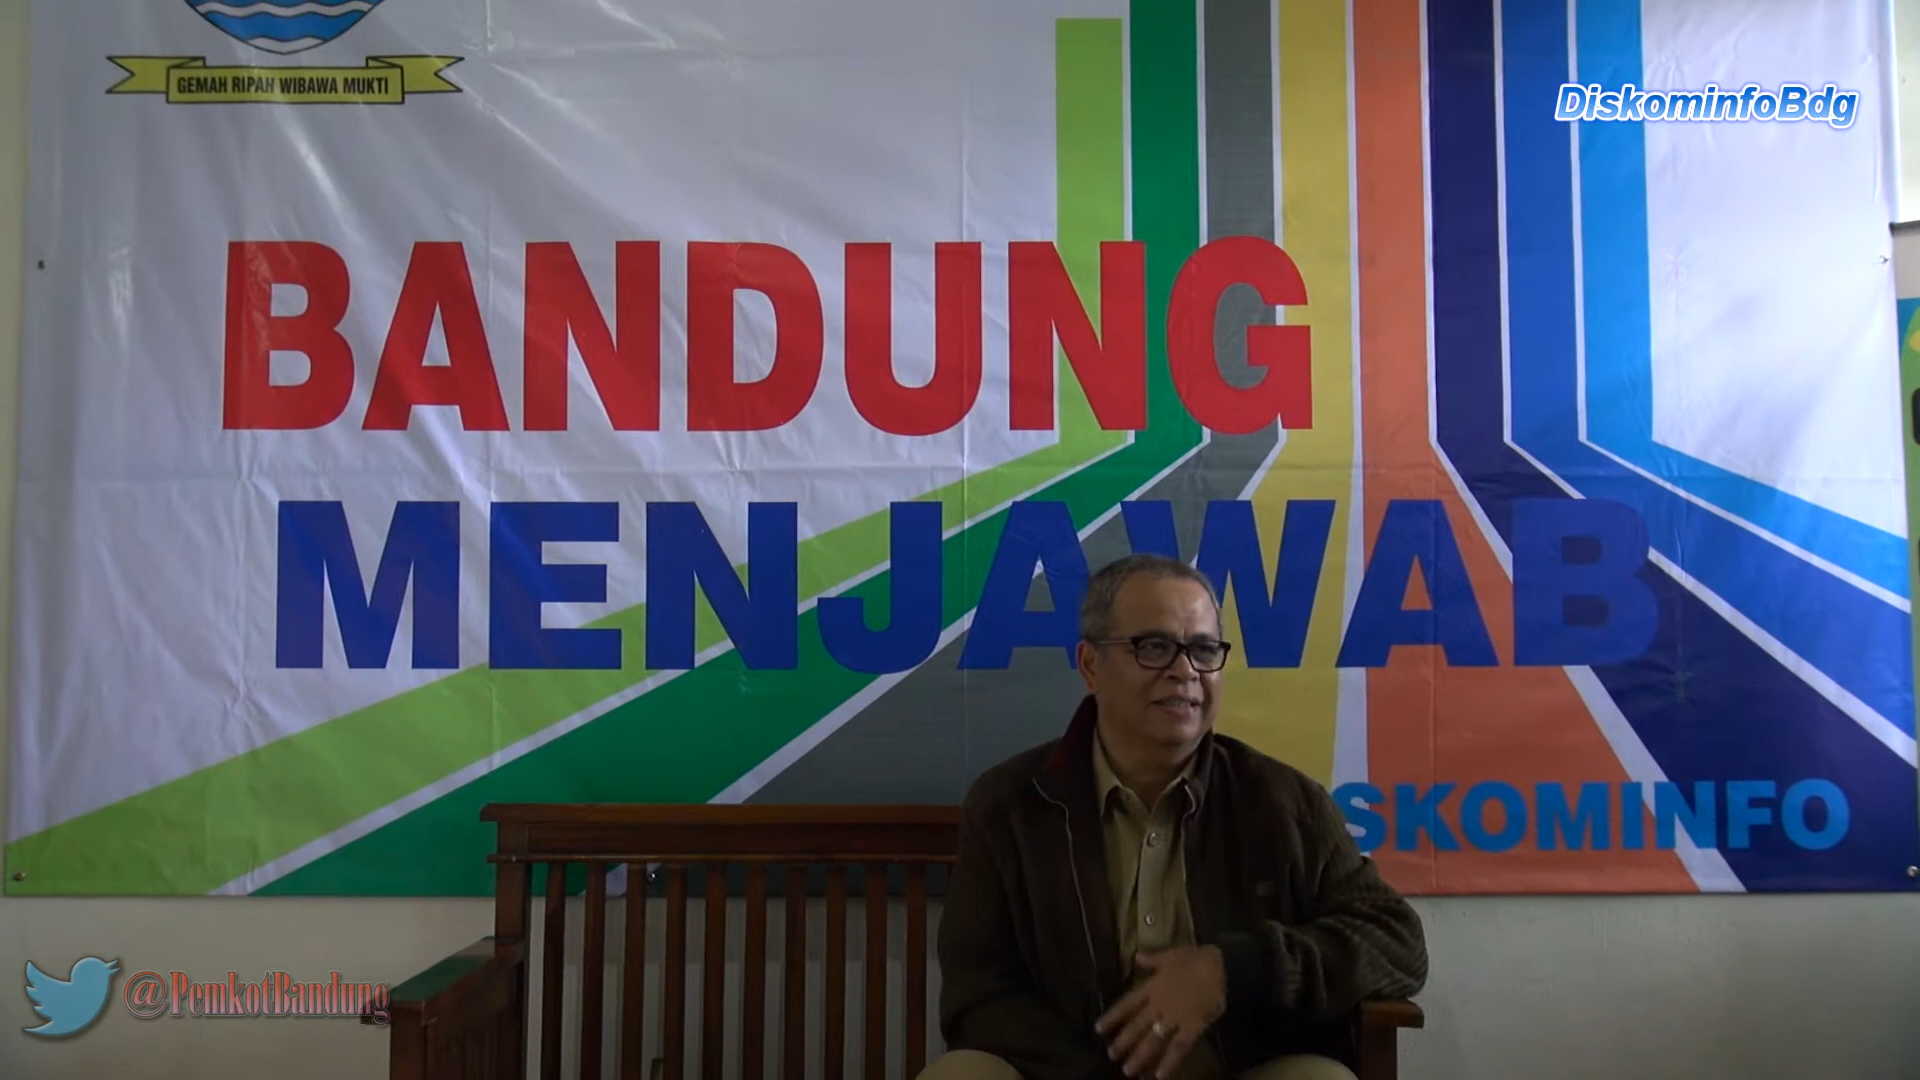 GEMAH RIPAH WIBAWA MUKTI
DiskominfoBdg
BANDUNG
MENJAWAB
SKOMINFO
@PemkotBandung